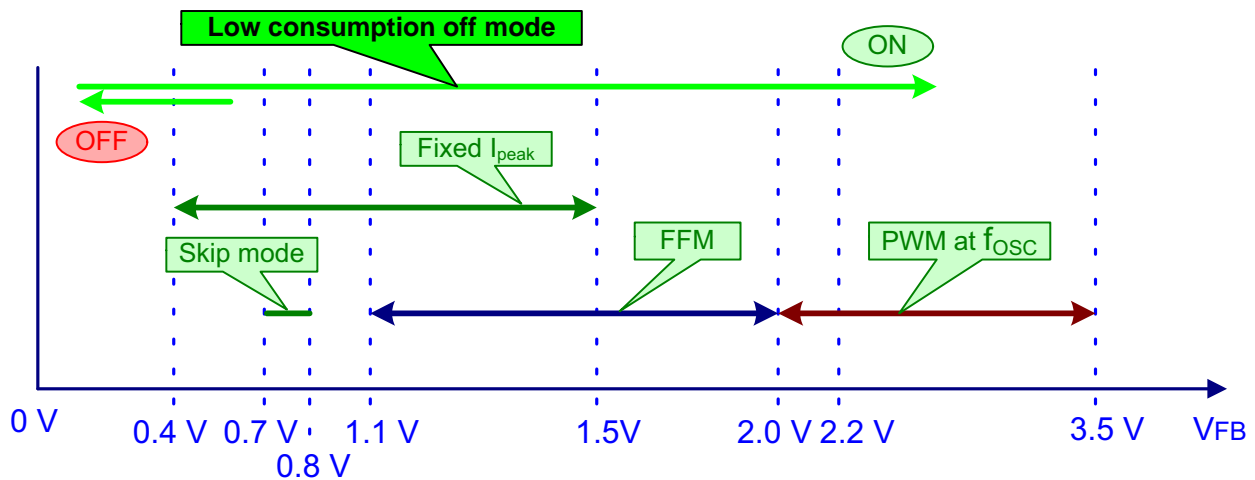 Low consumption off mode
ON
OFF
Fixed Ipeak
Skip mode
FFM
PWM at fOSC
0 V
0.4 V
0.7 V
0.8 V
1.1 V
1.5V
2.0 V
2.2 V
3.5 V
VFB